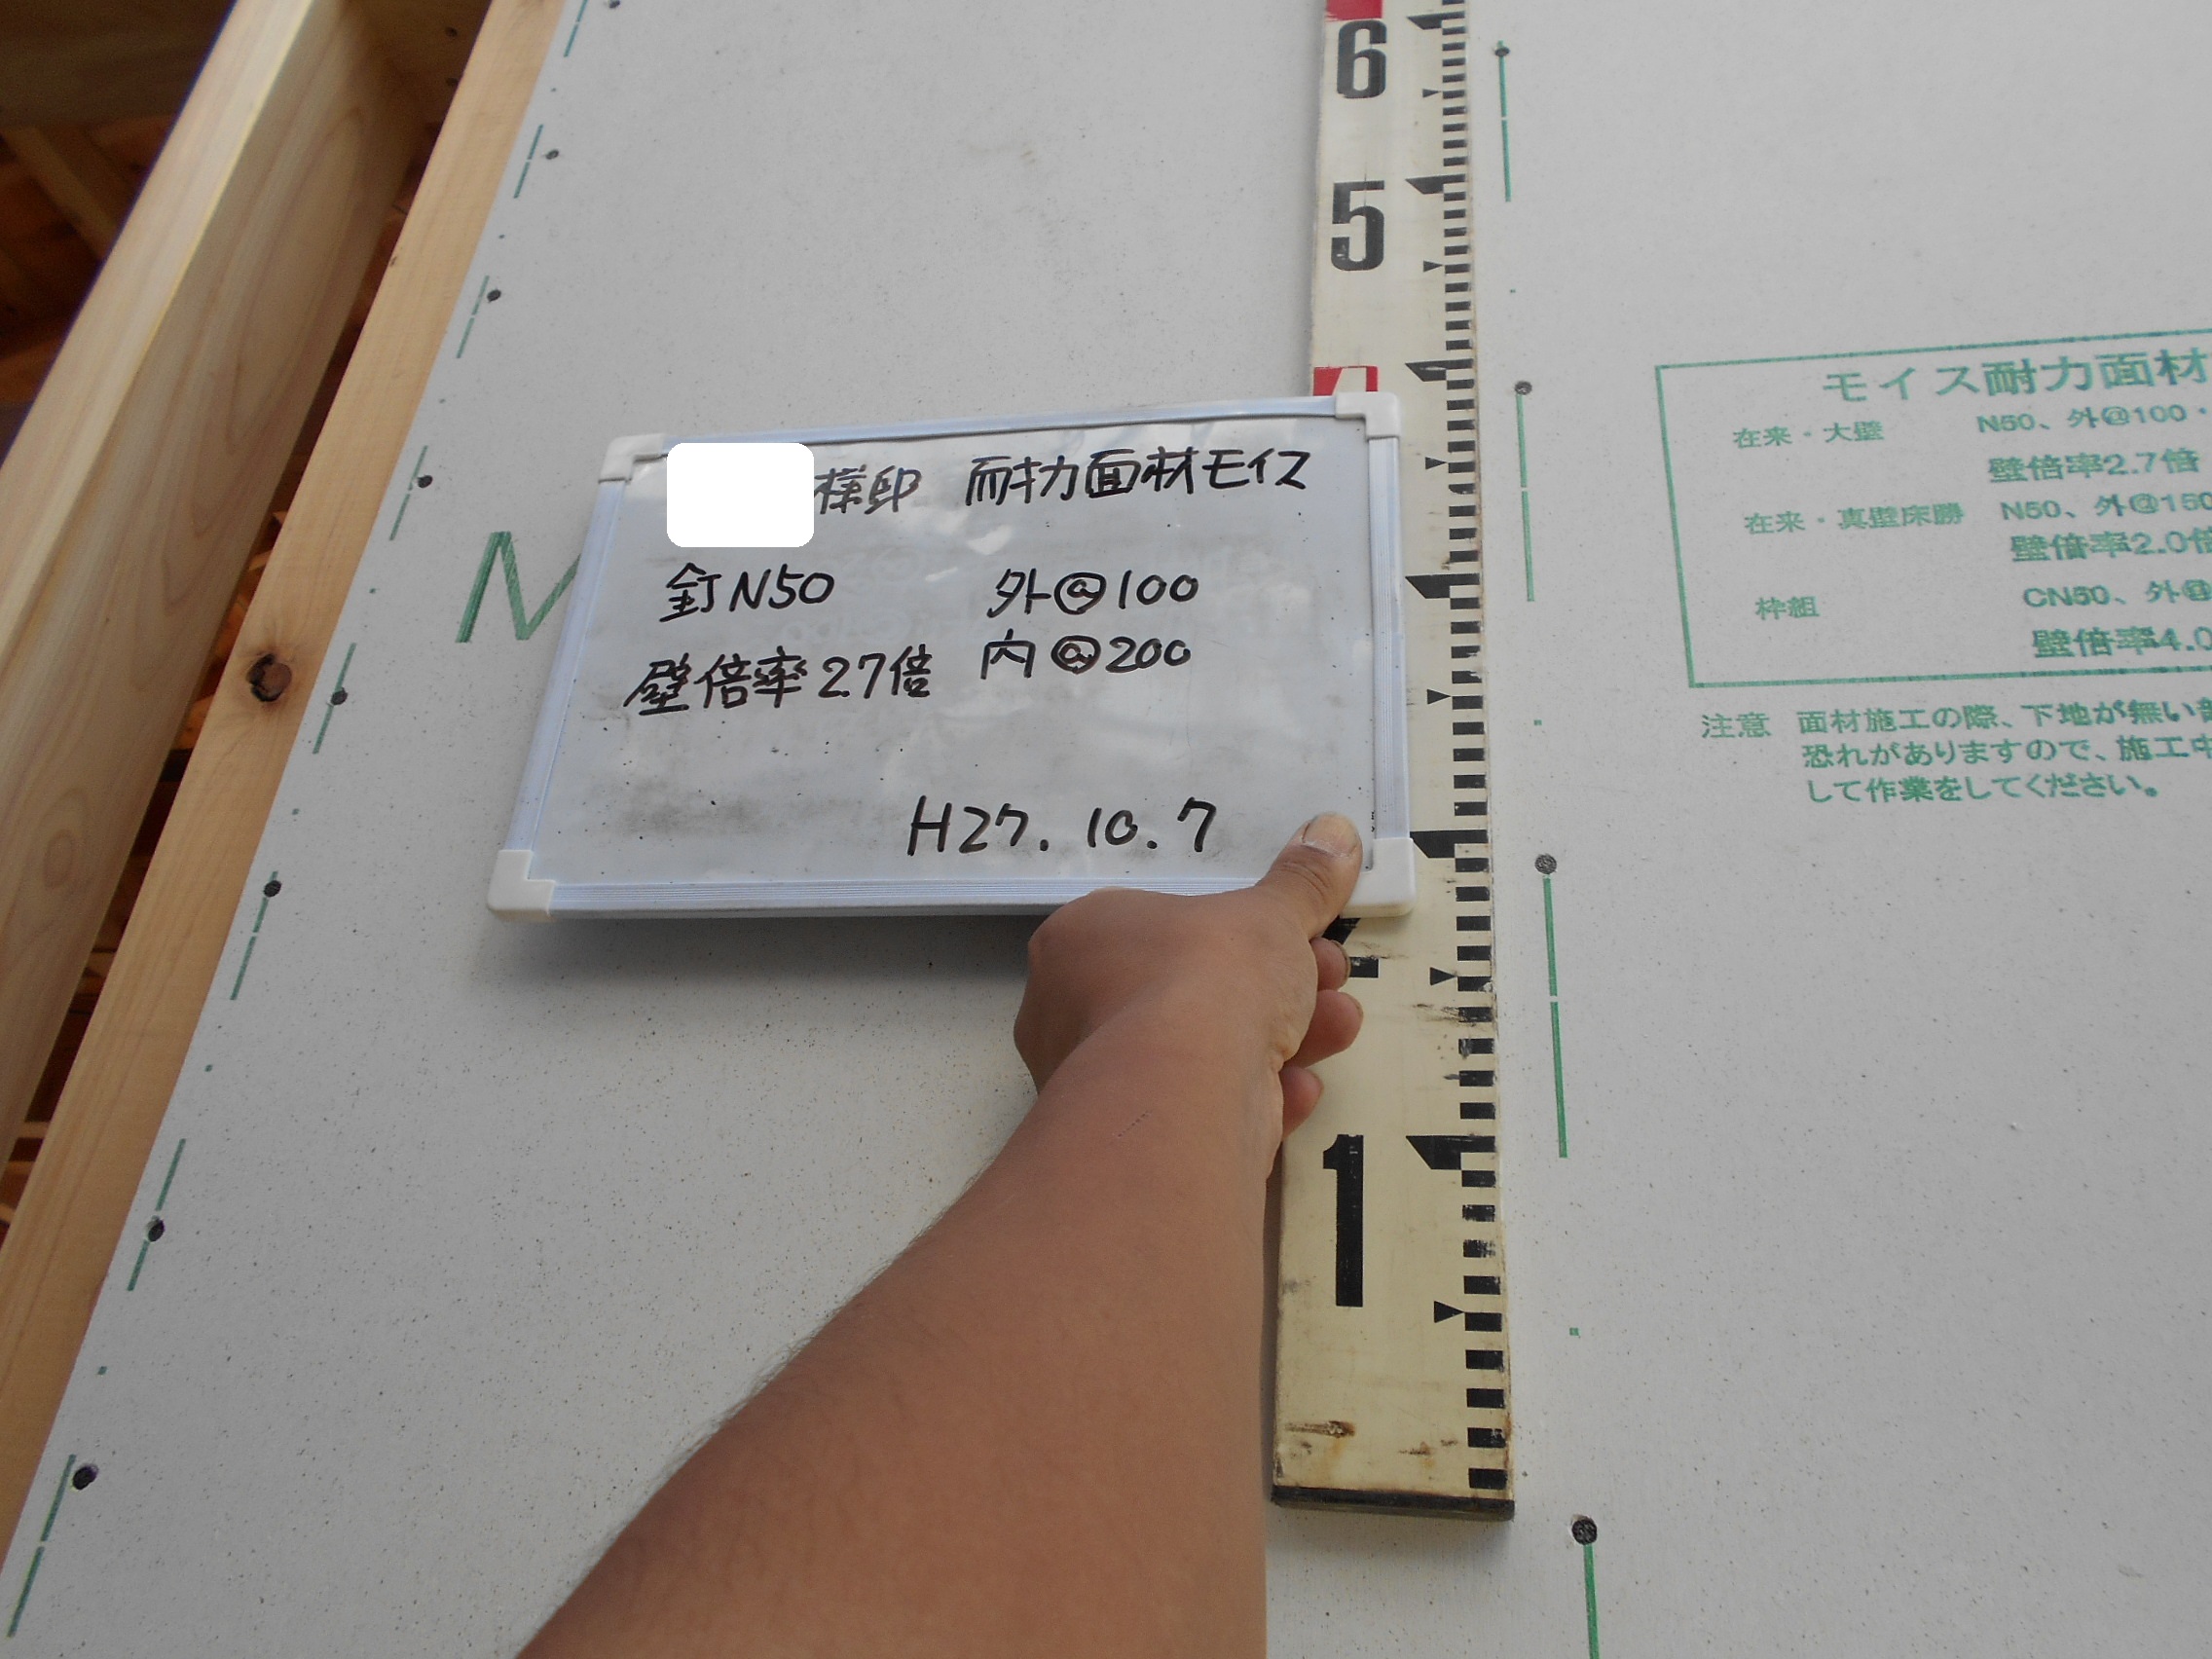 様邸 耐力面材モイス
釘N50 外@100
壁倍率2.7倍 内@200
H27.10.7
6
5
4
1
M
モイス耐力面材
在来・大壁 N50、外@100・
壁倍率2.7倍
在来・真壁床勝 N50、外@150
壁倍率2.0倍
枠組 CN50、外@
壁倍率4.0
注意 面材施工の際、下地が無い
恐れがありますので、施工中
して作業をしてください。